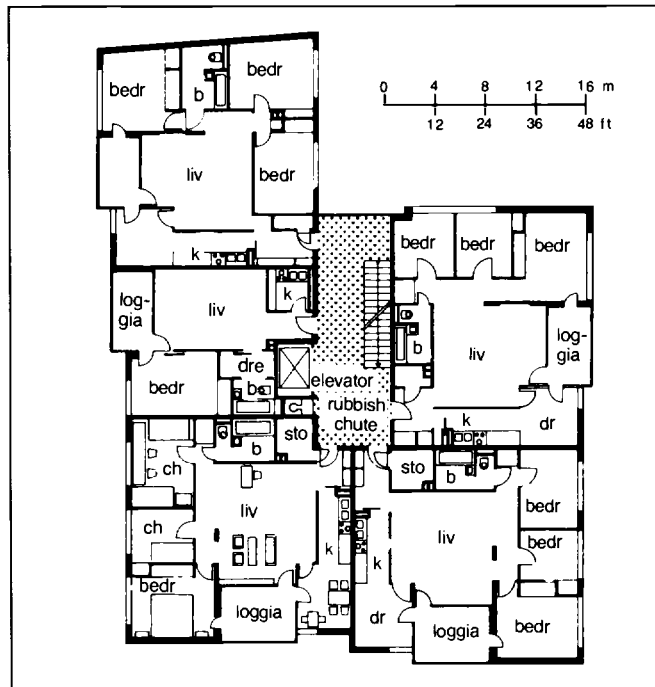 bedr
b
bedr
0 4 8 12 16 m
12 24 36 48 ft
liv
bedr
k
bedr
bedr
bedr
log-
gia
liv
k
b
liv
log-
gia
bedr
dre
b
elevator
rubbish
chute
k
dr
ch
b
sto
sto
b
bedr
ch
liv
k
k
liv
bedr
bedr
loggia
dr
loggia
bedr